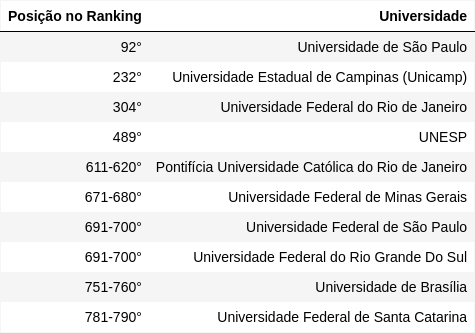 Posição no Ranking Universidade
92° Universidade de São Paulo
232° Universidade Estadual de Campinas (Unicamp)
304° Universidade Federal do Rio de Janeiro
489° UNESP
611-620° Pontifícia Universidade Católica do Rio de Janeiro
671-680° Universidade Federal de Minas Gerais
691-700° Universidade Federal de São Paulo
691-700° Universidade Federal do Rio Grande Do Sul
751-760° Universidade de Brasília
781-790° Universidade Federal de Santa Catarina